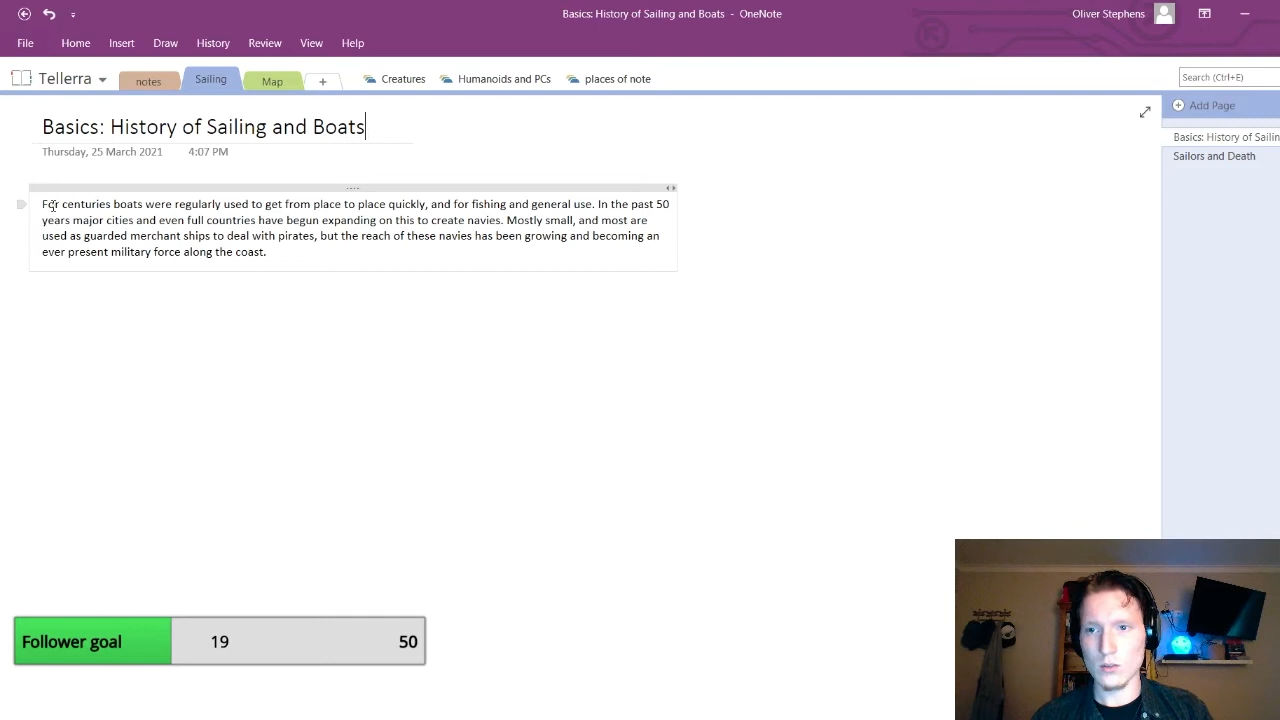 Basics: History of Sailing and Boats - OneNote
Oliver Stephens
File Home Insert Draw History Review View Help
Tellerra notes Sailing Map + Creatures Humanoids and PCs places of note
Search (Ctrl+E)
Add Page
Basics: History of Sailing and Boats
Basics: History of Sailin
Thursday, 25 March 2021 4:07 PM
Sailors and Death
For centuries boats were regularly used to get from place to place quickly, and for fishing and general use. In the past 50
years major cities and even full countries have begun expanding on this to create navies. Mostly small, and most are
used as guarded merchant ships to deal with pirates, but the reach of these navies has been growing and becoming an
ever present military force along the coast.
Follower goal 19 50